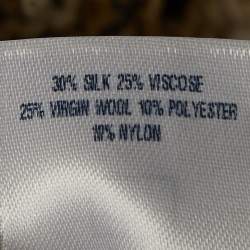 30% SILK 25% VISCOSE
25% VIRGIN WOOL 10% POLYESTER
10% NYLON